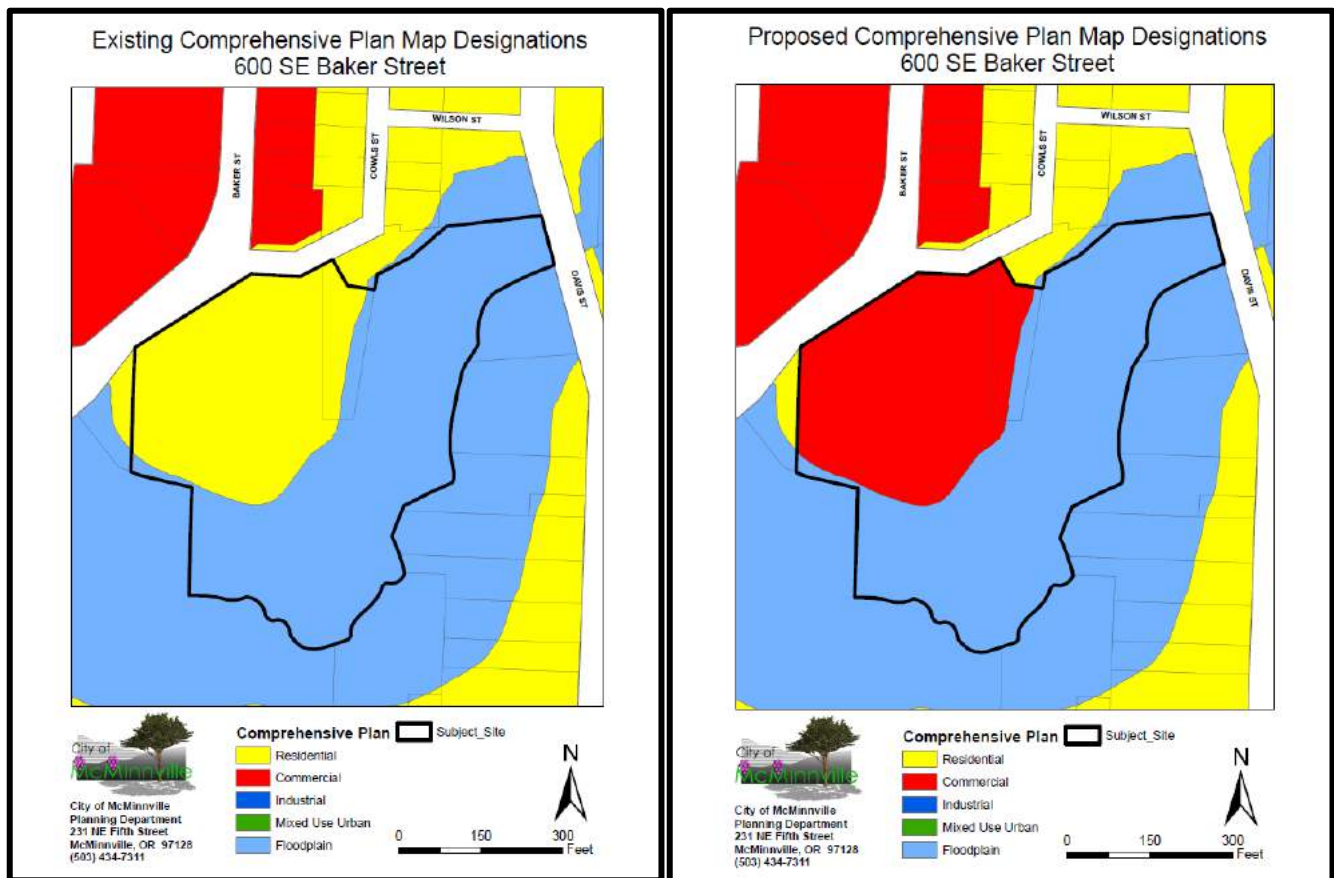 Existing Comprehensive Plan Map Designations
600 SE Baker Street
WILSON ST
COWLS ST
BAKER ST
DAVIS ST
City of
McMinnville
City of McMinnville
Planning Department
231 NE Fifth Street
McMinnville, OR 97128
(503) 434-7311
Comprehensive Plan
Subject_Site
Residential
Commercial
Industrial
Mixed Use Urban
Floodplain
N
0 150 300
Feet
Proposed Comprehensive Plan Map Designations
600 SE Baker Street
WILSON ST
COWLS ST
BAKER ST
DAVIS ST
City of
McMinnville
City of McMinnville
Planning Department
231 NE Fifth Street
McMinnville, OR 97128
(503) 434-7311
Comprehensive Plan
Subject_Site
Residential
Commercial
Industrial
Mixed Use Urban
Floodplain
N
0 150 300
Feet